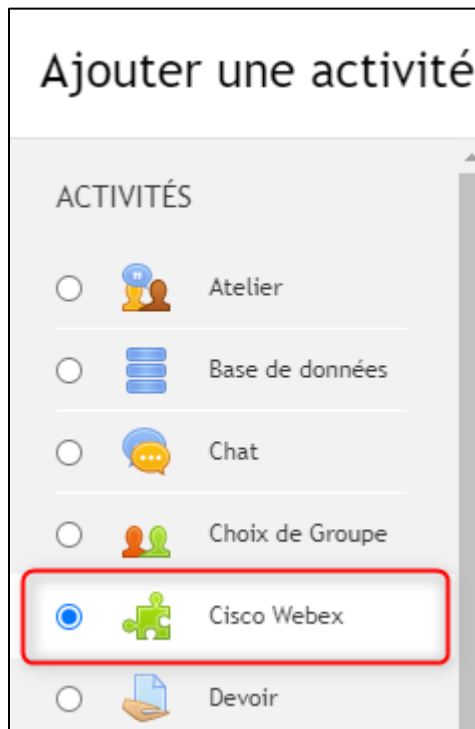 Ajouter une activité
ACTIVITÉS
Atelier
Base de données
Chat
Choix de Groupe
Cisco Webex
Devoir